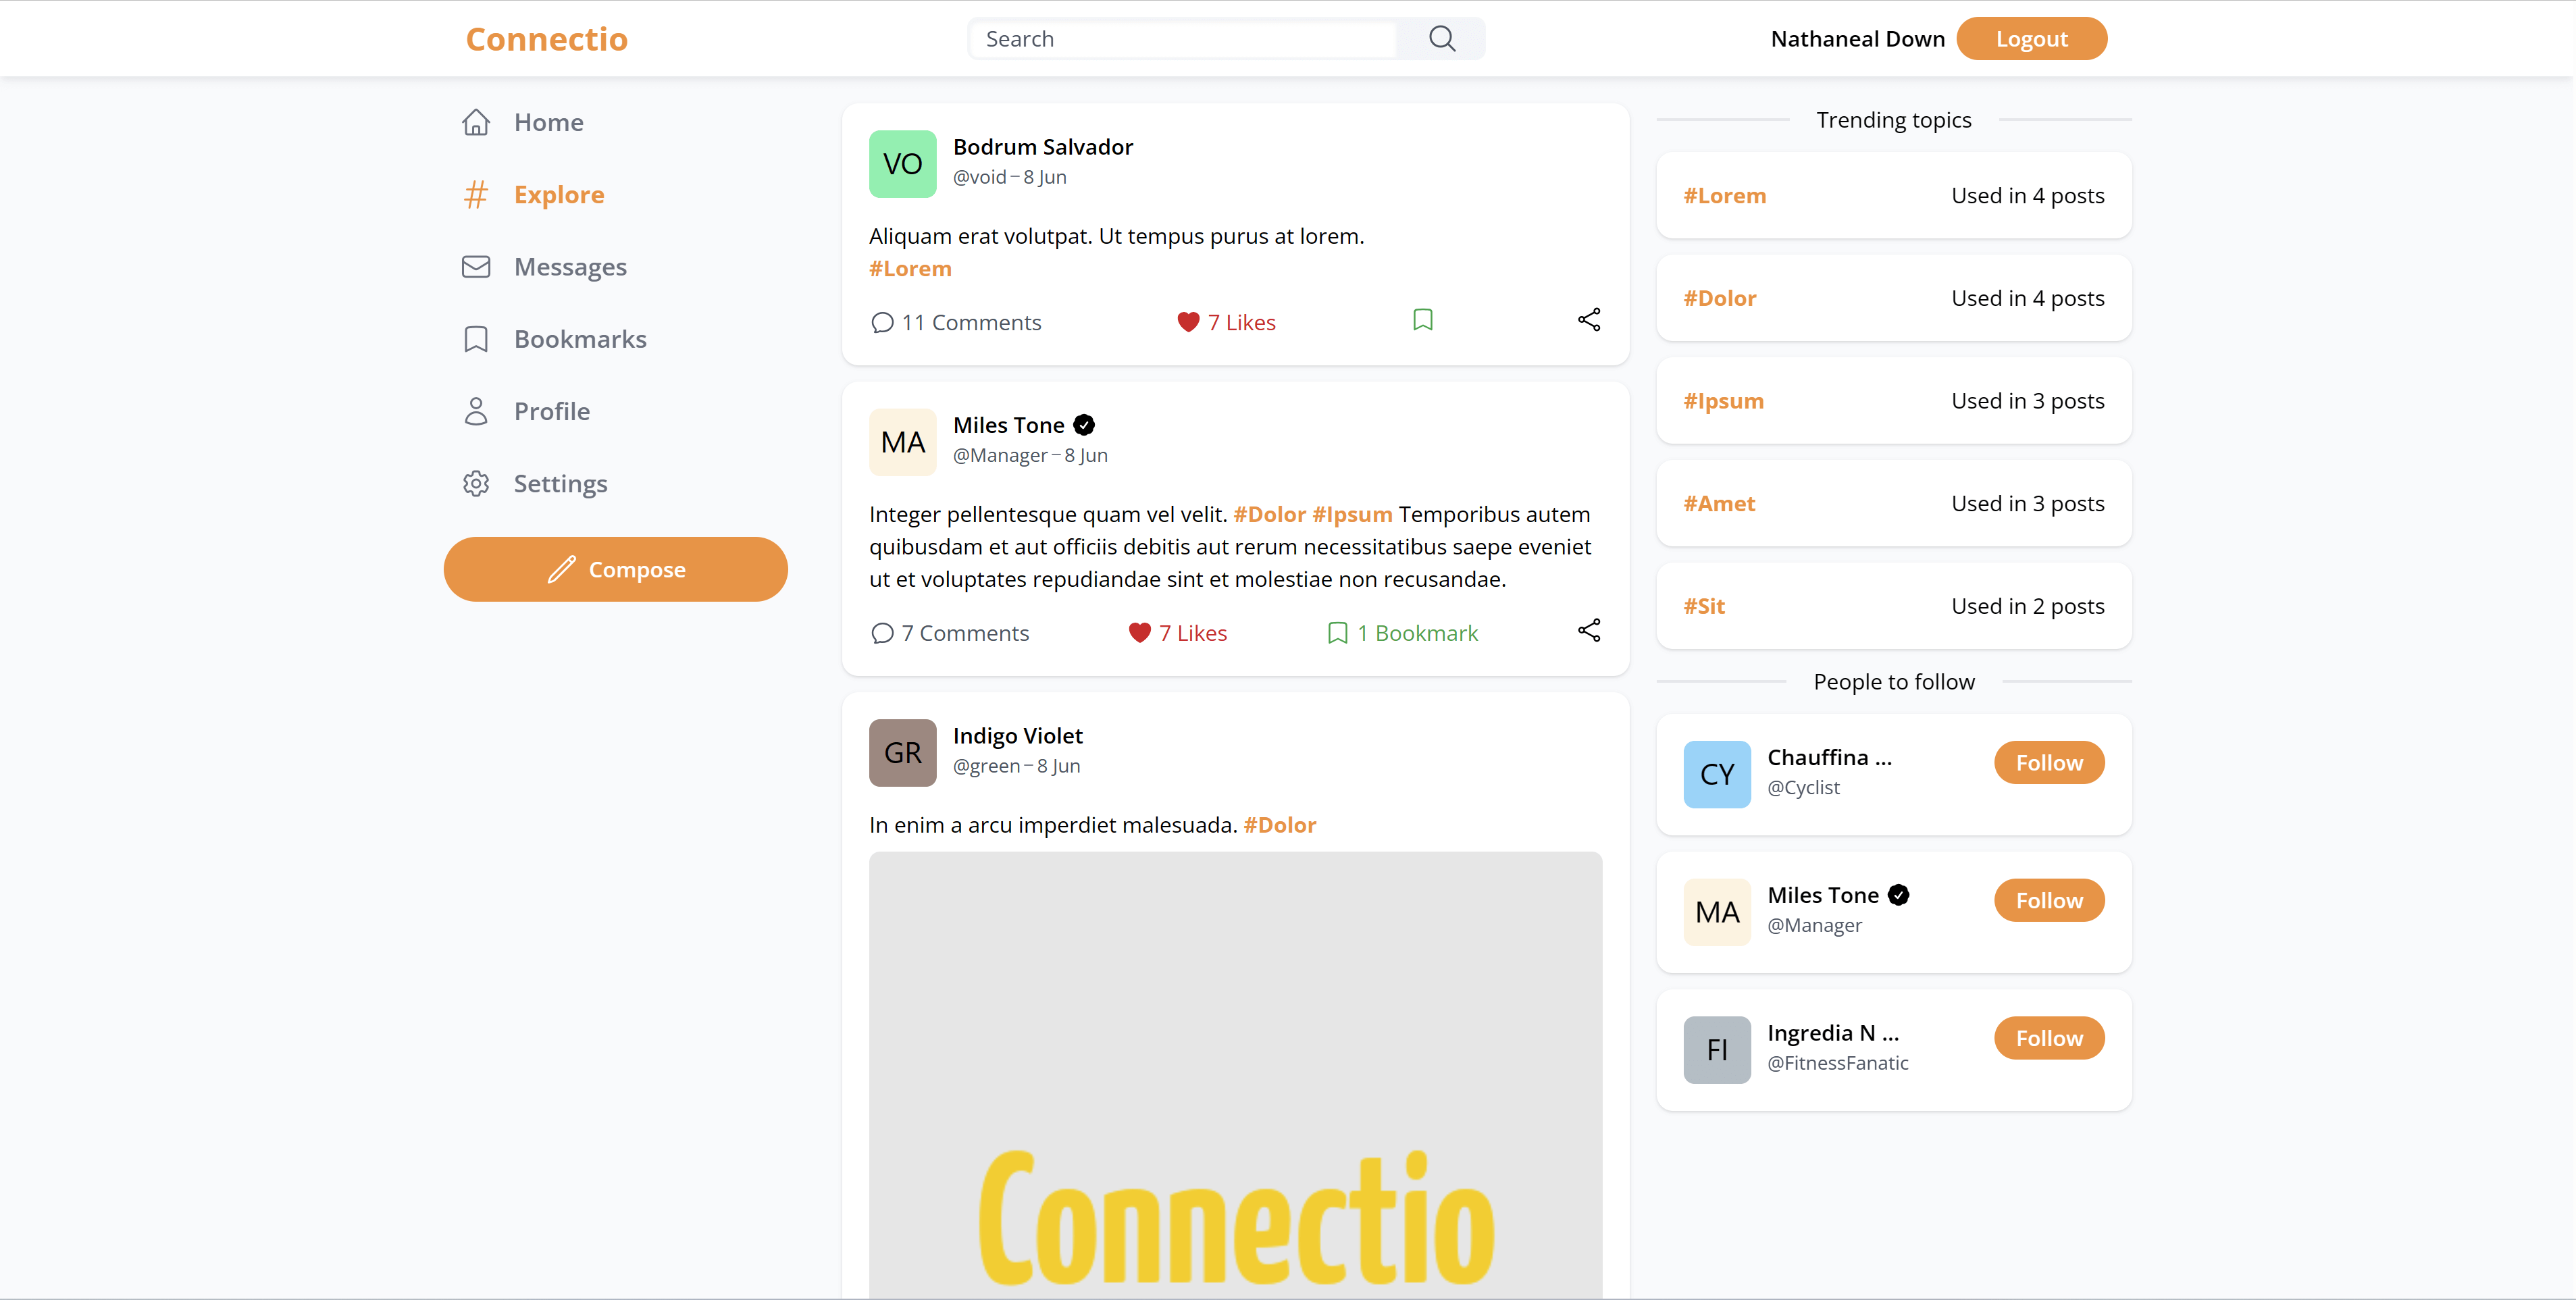 Connectio
Search
Nathaneal Down
Logout
Home
Explore
Messages
Bookmarks
Profile
Settings
Compose
VO
Bodrum Salvador
@void – 8 Jun
Aliquam erat volutpat. Ut tempus purus at lorem.
#Lorem
11 Comments
7 Likes
MA
Miles Tone
@Manager – 8 Jun
Integer pellentesque quam vel velit. #Dolor #Ipsum Temporibus autem
quibusdam et aut officiis debitis aut rerum necessitatibus saepe eveniet
ut et voluptates repudiandae sint et molestiae non recusandae.
7 Comments
7 Likes
1 Bookmark
GR
Indigo Violet
@green – 8 Jun
In enim a arcu imperdiet malesuada. #Dolor
Connectio
Trending topics
#Lorem
Used in 4 posts
#Dolor
Used in 4 posts
#Ipsum
Used in 3 posts
#Amet
Used in 3 posts
#Sit
Used in 2 posts
People to follow
CY
Chauffina ...
@Cyclist
Follow
MA
Miles Tone
@Manager
Follow
FI
Ingredia N ...
@FitnessFanatic
Follow